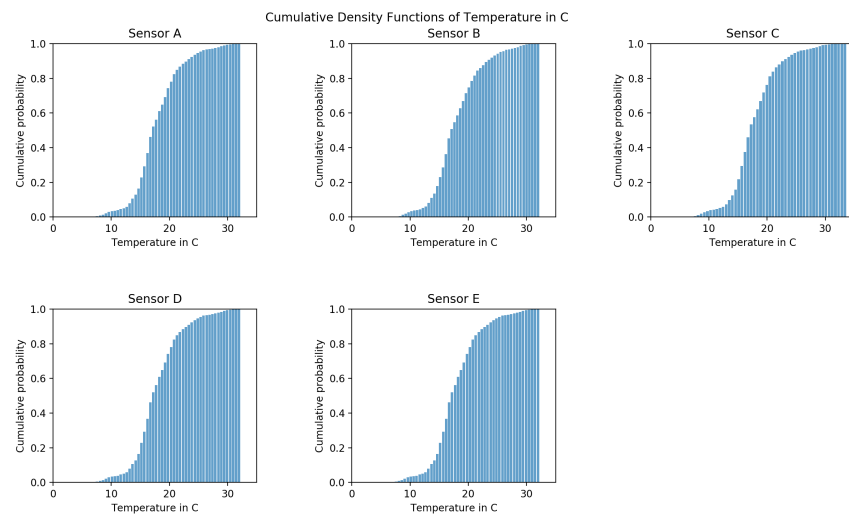 Cumulative Density Functions of Temperature in C
Sensor A
Cumulative probability
1.0
0.8
0.6
0.4
0.2
0.0
0 10 20 30
Temperature in C
Sensor B
Cumulative probability
1.0
0.8
0.6
0.4
0.2
0.0
0 10 20 30
Temperature in C
Sensor C
Cumulative probability
1.0
0.8
0.6
0.4
0.2
0.0
0 10 20 30
Temperature in C
Sensor D
Cumulative probability
1.0
0.8
0.6
0.4
0.2
0.0
0 10 20 30
Temperature in C
Sensor E
Cumulative probability
1.0
0.8
0.6
0.4
0.2
0.0
0 10 20 30
Temperature in C